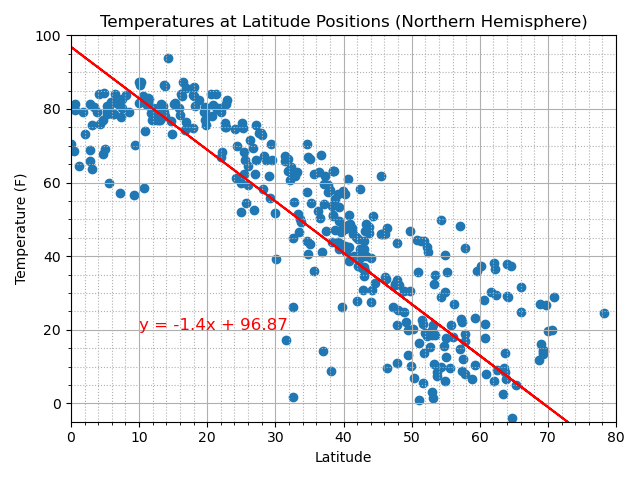 Temperatures at Latitude Positions (Northern Hemisphere)
100
80
60
40
20
0
Temperature (F)
y = -1.4x + 96.87
0 10 20 30 40 50 60 70 80
Latitude